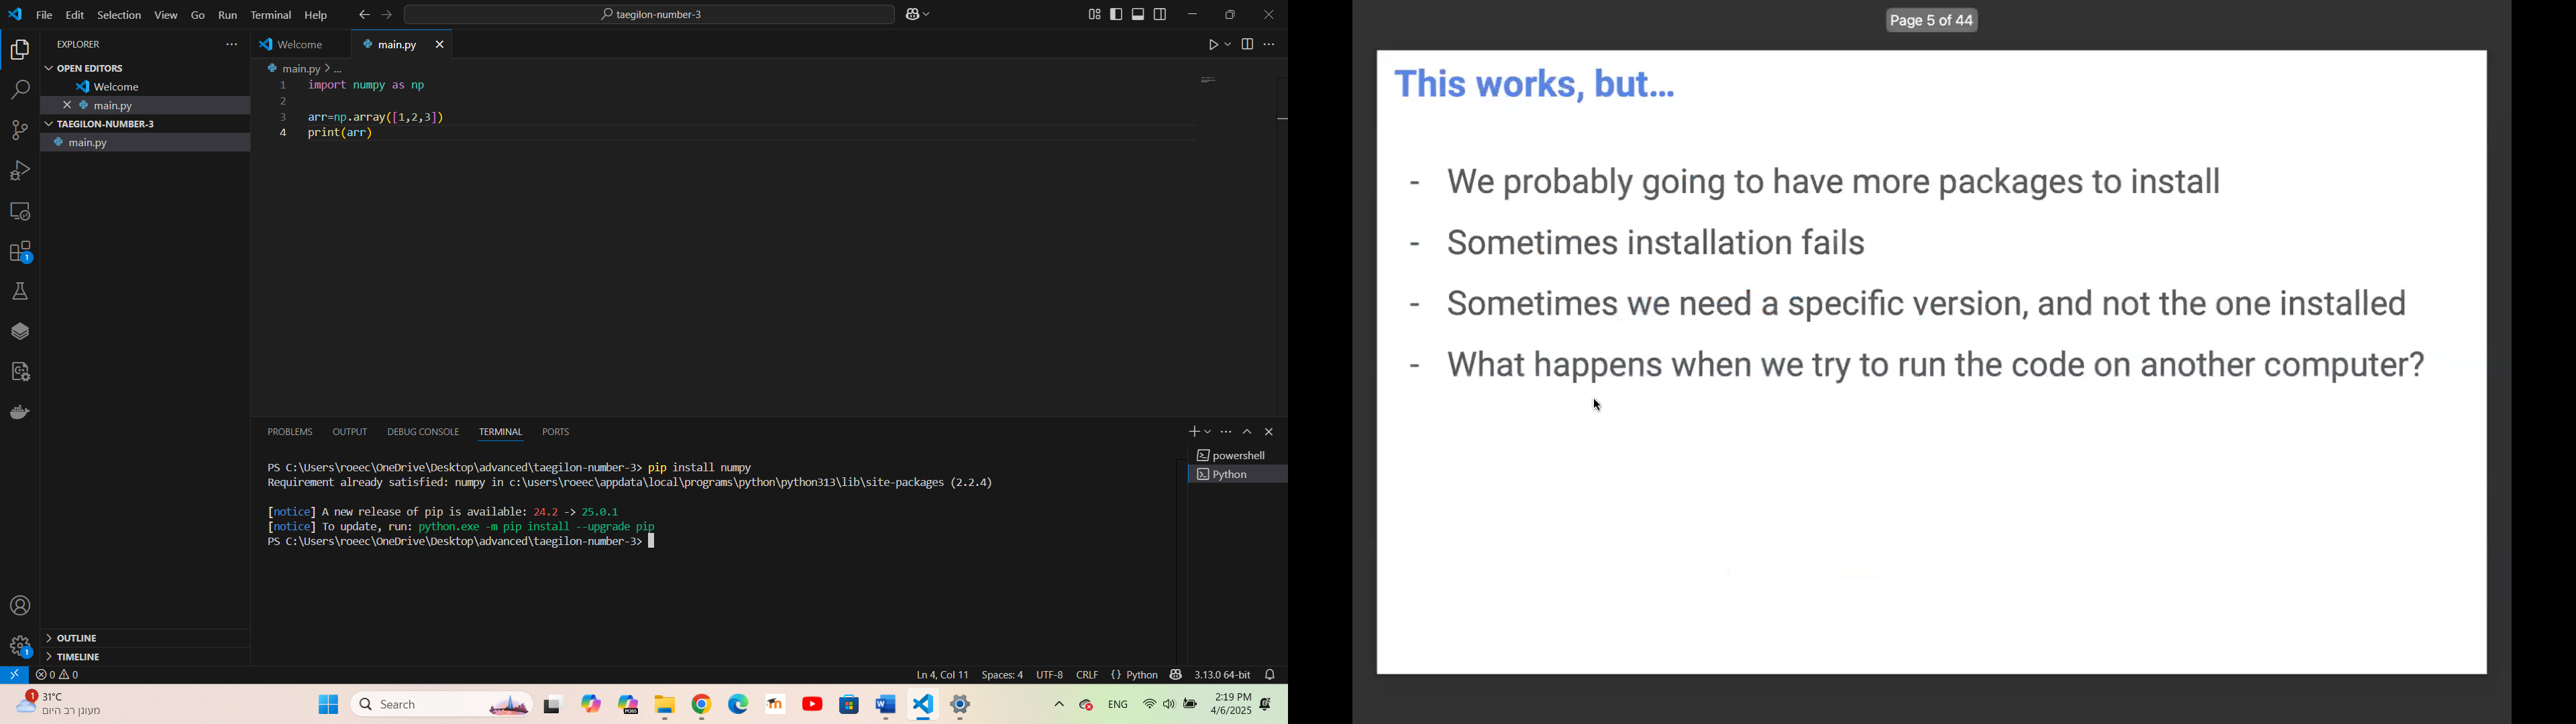 File Edit Selection View Go Run Terminal Help
taegilon-number-3
EXPLORER
OPEN EDITORS
Welcome
main.py
TAEGILON-NUMBER-3
main.py
OUTLINE
TIMELINE
Welcome
main.py
main.py > ...
1 import numpy as np
2
3 arr=np.array([1,2,3])
4 print(arr)
PROBLEMS OUTPUT DEBUG CONSOLE TERMINAL PORTS
PS C:\Users\roeec\OneDrive\Desktop\advanced\taegilon-number-3> pip install numpy
Requirement already satisfied: numpy in c:\users\roeec\appdata\local\programs\python\python313\lib\site-packages (2.2.4)
[notice] A new release of pip is available: 24.2 -> 25.0.1
[notice] To update, run: python.exe -m pip install --upgrade pip
PS C:\Users\roeec\OneDrive\Desktop\advanced\taegilon-number-3>
powershell
Python
1
1
0 0
Ln 4, Col 11 Spaces: 4 UTF-8 CRLF {} Python 3.13.0 64-bit
1
31°C
מעונן רב היום
Search
ENG
2:19 PM
4/6/2025
Page 5 of 44
This works, but...
- We probably going to have more packages to install
- Sometimes installation fails
- Sometimes we need a specific version, and not the one installed
- What happens when we try to run the code on another computer?